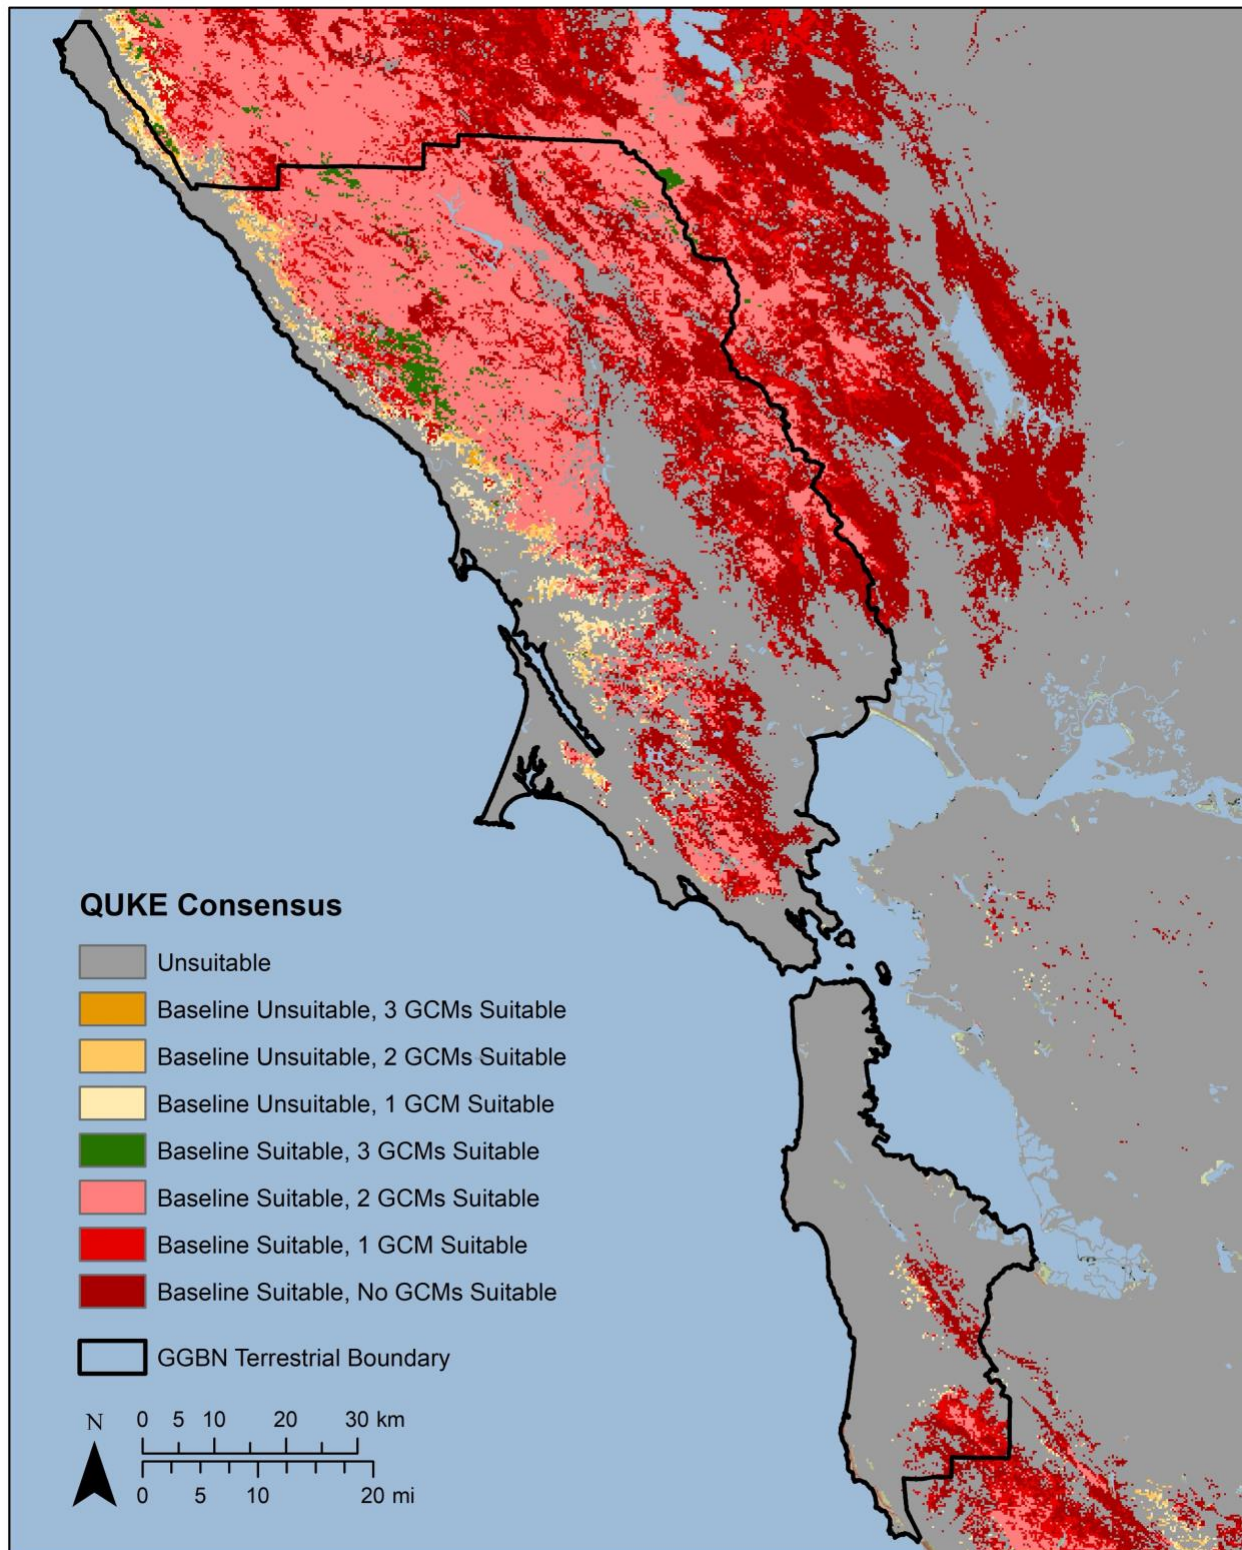 QUKE Consensus
Unsuitable
Baseline Unsuitable, 3 GCMs Suitable
Baseline Unsuitable, 2 GCMs Suitable
Baseline Unsuitable, 1 GCM Suitable
Baseline Suitable, 3 GCMs Suitable
Baseline Suitable, 2 GCMs Suitable
Baseline Suitable, 1 GCM Suitable
Baseline Suitable, No GCMs Suitable
GGBN Terrestrial Boundary
N
0 5 10 20 30 km
0 5 10 20 mi